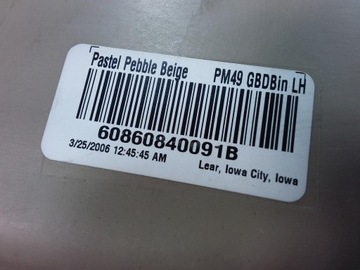 Pastel Pebble Beige PM49 GBDBin LH
60860840091B
3/25/2006 12:45:45 AM Lear, Iowa City, Iowa